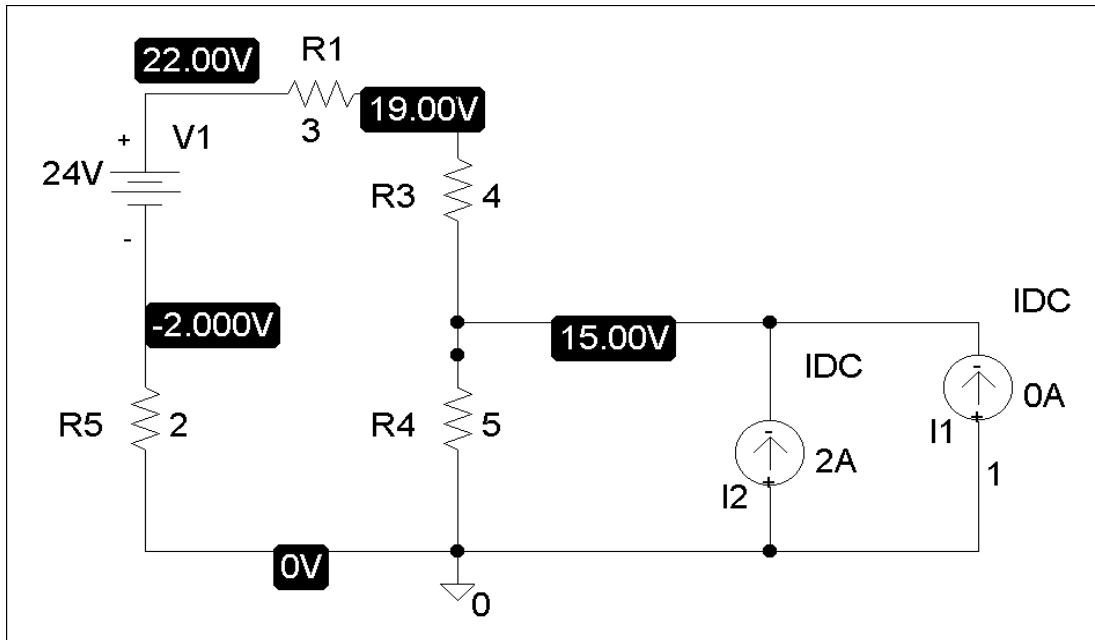 22.00V
R1
19.00V
3
+
V1
24V
-
R3
4
-2.000V
15.00V
IDC
IDC
-
0A
+
I1
R5
2
R4
5
-
2A
+
I2
1
0V
0